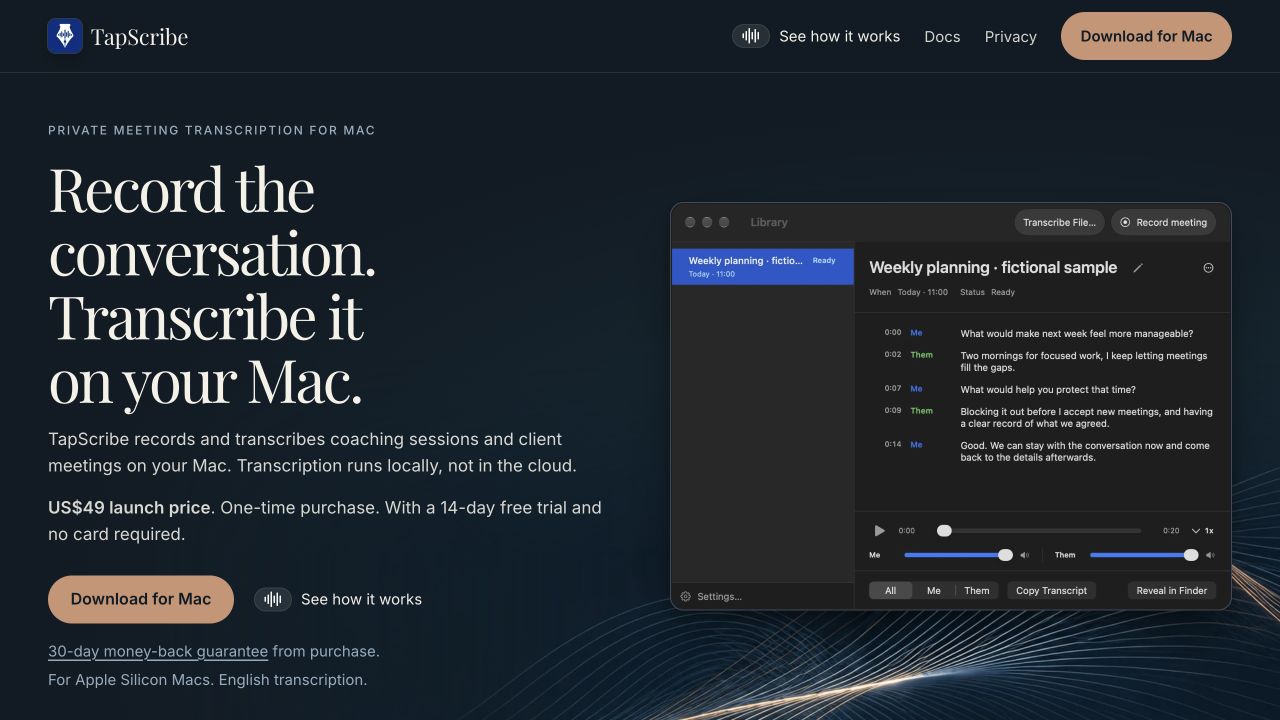 TapScribe
See how it works
Docs
Privacy
Download for Mac
PRIVATE MEETING TRANSCRIPTION FOR MAC
Record the
conversation.
Transcribe it
on your Mac.
TapScribe records and transcribes coaching sessions and client
meetings on your Mac. Transcription runs locally, not in the cloud.
US$49 launch price. One-time purchase. With a 14-day free trial and
no card required.
Download for Mac
See how it works
30-day money-back guarantee from purchase.
For Apple Silicon Macs. English transcription.
Library
Transcribe File...
Record meeting
Weekly planning · fictio... Ready
Today · 11:00
Settings...
Weekly planning · fictional sample
When Today · 11:00 Status Ready
0:00 Me What would make next week feel more manageable?
0:02 Them Two mornings for focused work, I keep letting meetings
fill the gaps.
0:07 Me What would help you protect that time?
0:09 Them Blocking it out before I accept new meetings, and having
a clear record of what we agreed.
0:14 Me Good. We can stay with the conversation now and come
back to the details afterwards.
0:00 0:20 1x
Me Them
All Me Them Copy Transcript Reveal in Finder